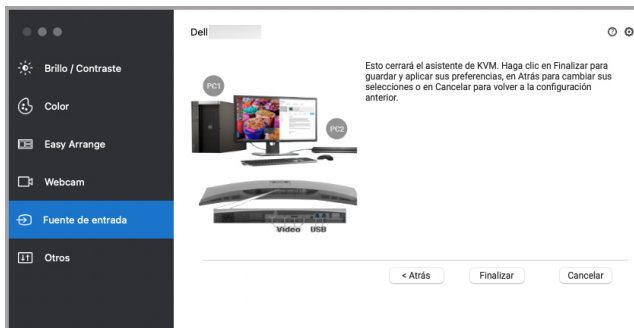 Dell
Brillo / Contraste
Color
Easy Arrange
Webcam
Fuente de entrada
Otros
PC1
PC2
Video USB
Esto cerrará el asistente de KVM. Haga clic en Finalizar para
guardar y aplicar sus preferencias, en Atrás para cambiar sus
selecciones o en Cancelar para volver a la configuración
anterior.
< Atrás
Finalizar
Cancelar